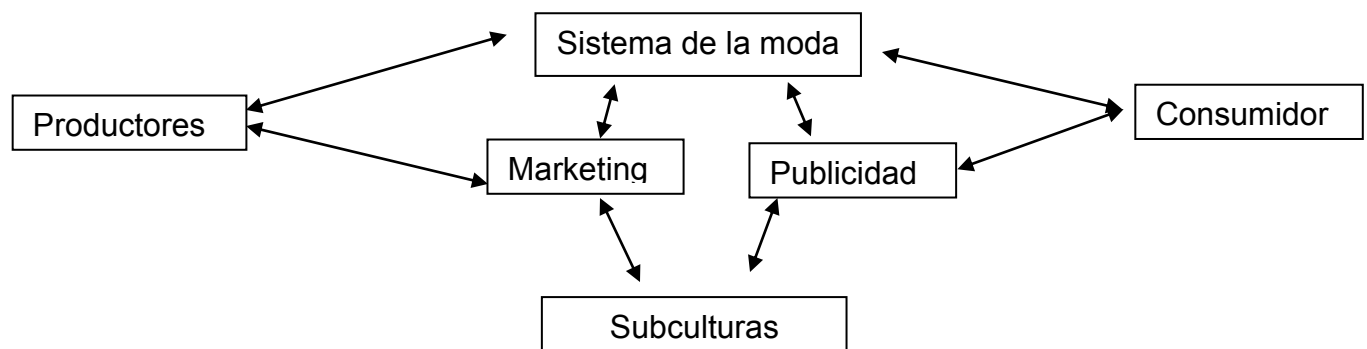 Sistema de la moda
Productores
Consumidor
Marketing
Publicidad
Subculturas